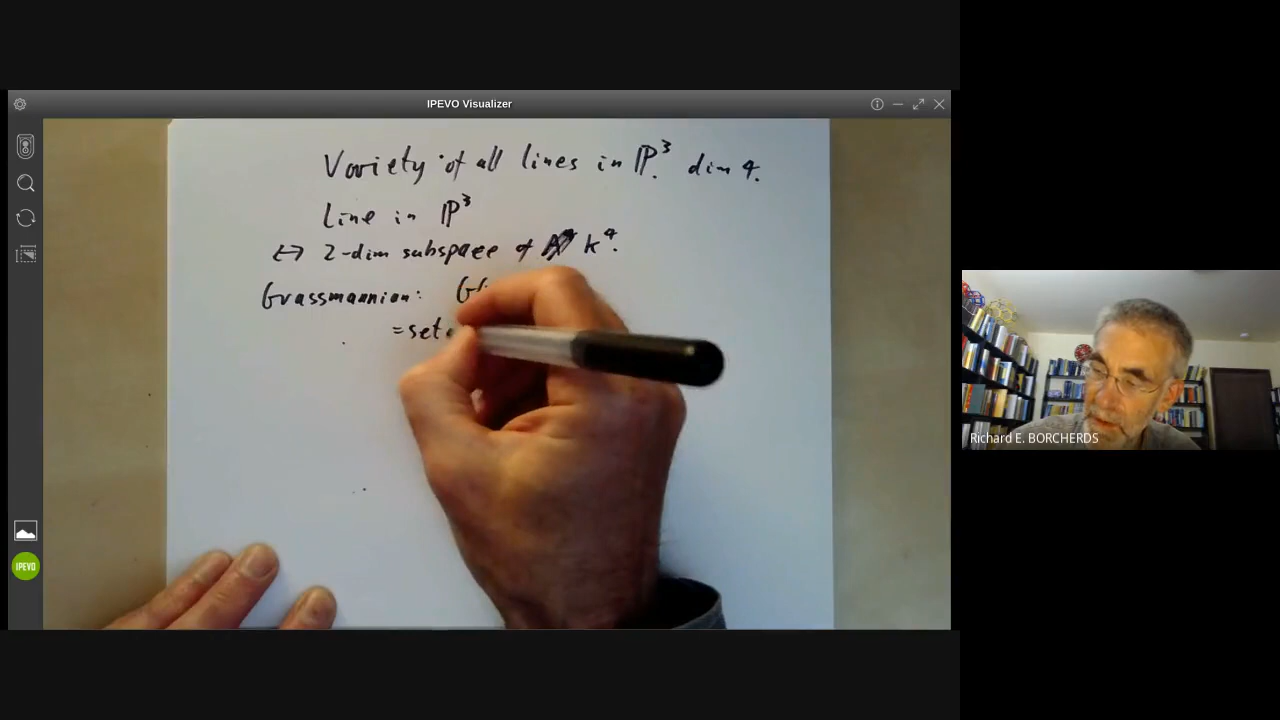 IPEVO Visualizer
Variety of all lines in ℙ³. dim 4.
Line in ℙ³
↔ 2-dim subspace of k⁴.
Grassmannian: G(
= set
IPEVO
Richard E. BORCHERDS